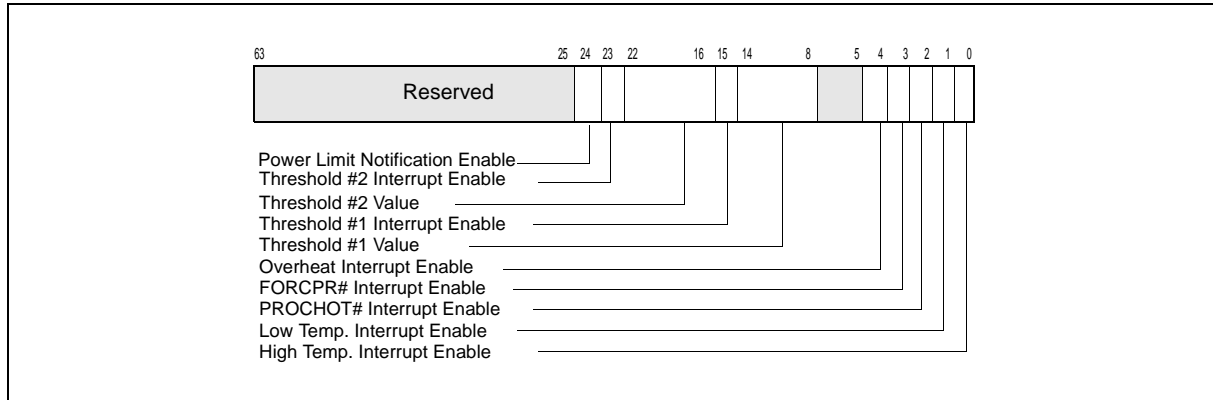 63 25 24 23 22 16 15 14 8 5 4 3 2 1 0
Reserved
Power Limit Notification Enable
Threshold #2 Interrupt Enable
Threshold #2 Value
Threshold #1 Interrupt Enable
Threshold #1 Value
Overheat Interrupt Enable
FORCPR# Interrupt Enable
PROCHOT# Interrupt Enable
Low Temp. Interrupt Enable
High Temp. Interrupt Enable